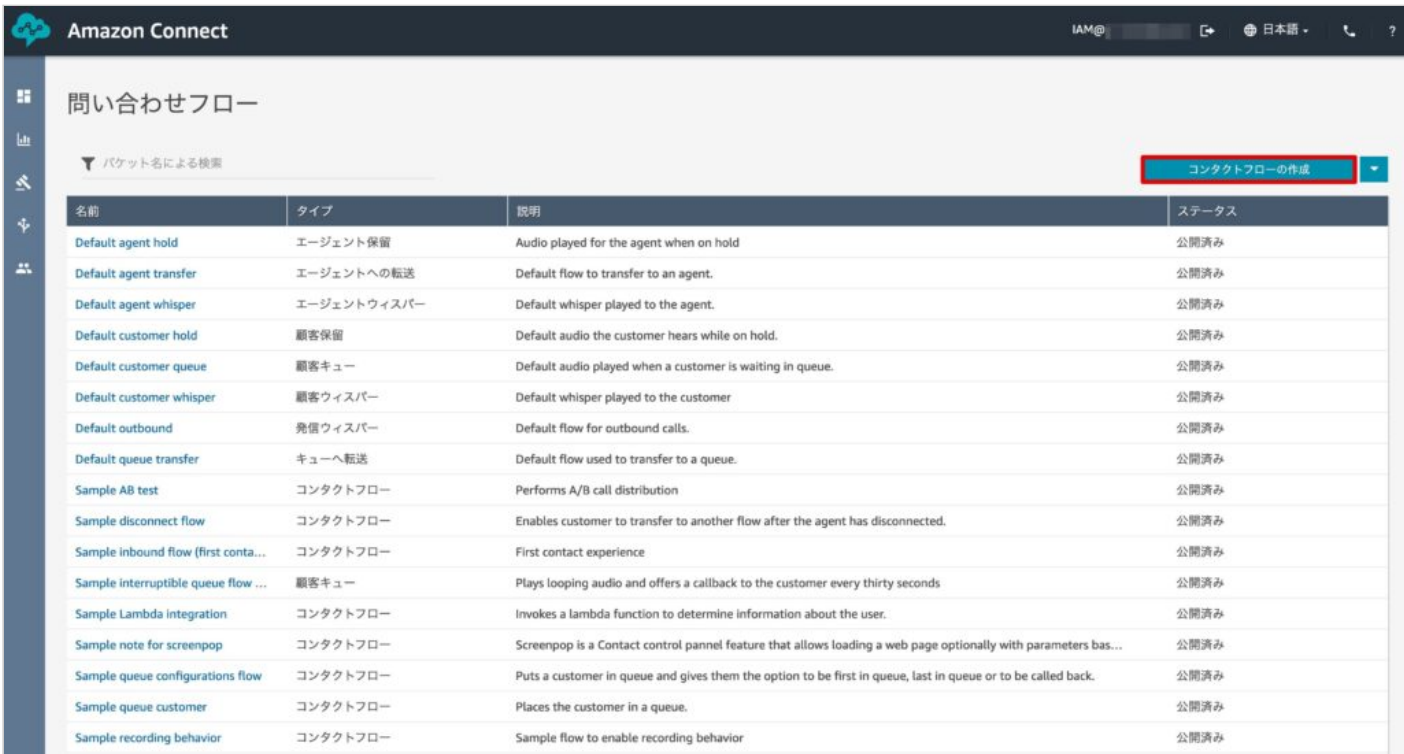 Amazon Connect IAM@ 日本語 ?
問い合わせフロー
パケット名による検索 コンタクトフローの作成
名前 タイプ 説明 ステータス
Default agent hold エージェント保留 Audio played for the agent when on hold 公開済み
Default agent transfer エージェントへの転送 Default flow to transfer to an agent. 公開済み
Default agent whisper エージェントウィスパー Default whisper played to the agent. 公開済み
Default customer hold 顧客保留 Default audio the customer hears while on hold. 公開済み
Default customer queue 顧客キュー Default audio played when a customer is waiting in queue. 公開済み
Default customer whisper 顧客ウィスパー Default whisper played to the customer 公開済み
Default outbound 発信ウィスパー Default flow for outbound calls. 公開済み
Default queue transfer キューへ転送 Default flow used to transfer to a queue. 公開済み
Sample AB test コンタクトフロー Performs A/B call distribution 公開済み
Sample disconnect flow コンタクトフロー Enables customer to transfer to another flow after the agent has disconnected. 公開済み
Sample inbound flow (first conta... コンタクトフロー First contact experience 公開済み
Sample interruptible queue flow ... 顧客キュー Plays looping audio and offers a callback to the customer every thirty seconds 公開済み
Sample Lambda integration コンタクトフロー Invokes a lambda function to determine information about the user. 公開済み
Sample note for screenpop コンタクトフロー Screenpop is a Contact control pannel feature that allows loading a web page optionally with parameters bas... 公開済み
Sample queue configurations flow コンタクトフロー Puts a customer in queue and gives them the option to be first in queue, last in queue or to be called back. 公開済み
Sample queue customer コンタクトフロー Places the customer in a queue. 公開済み
Sample recording behavior コンタクトフロー Sample flow to enable recording behavior 公開済み